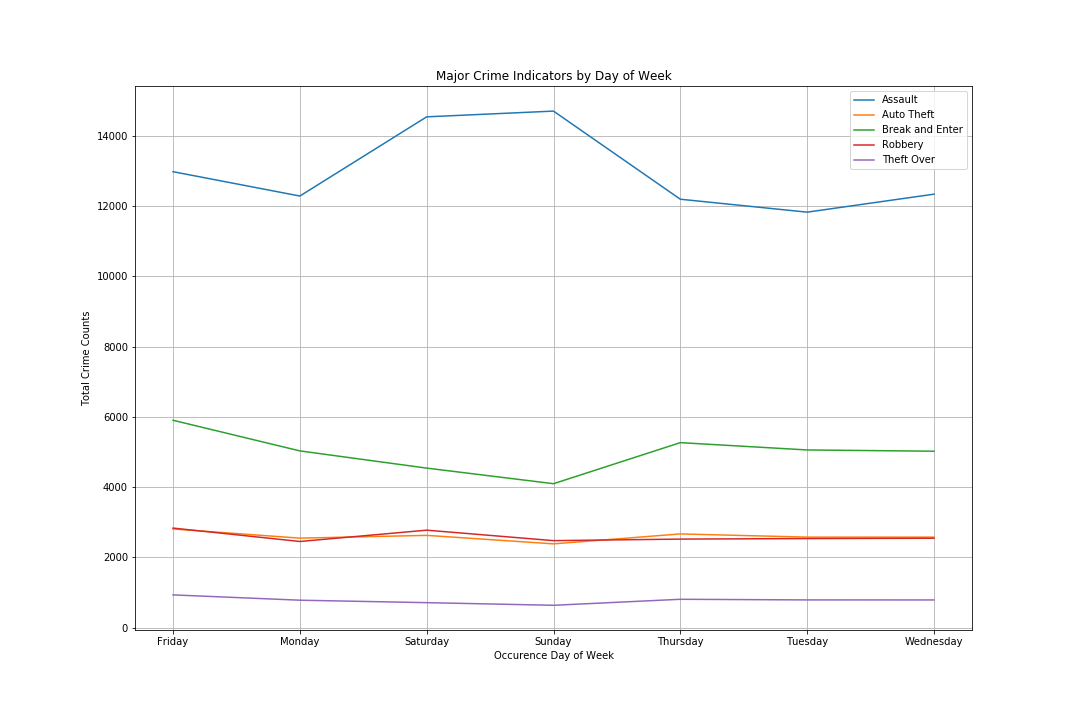 Major Crime Indicators by Day of Week
Assault
Auto Theft
Break and Enter
Robbery
Theft Over
Total Crime Counts
14000
12000
10000
8000
6000
4000
2000
0
Friday Monday Saturday Sunday Thursday Tuesday Wednesday
Occurence Day of Week